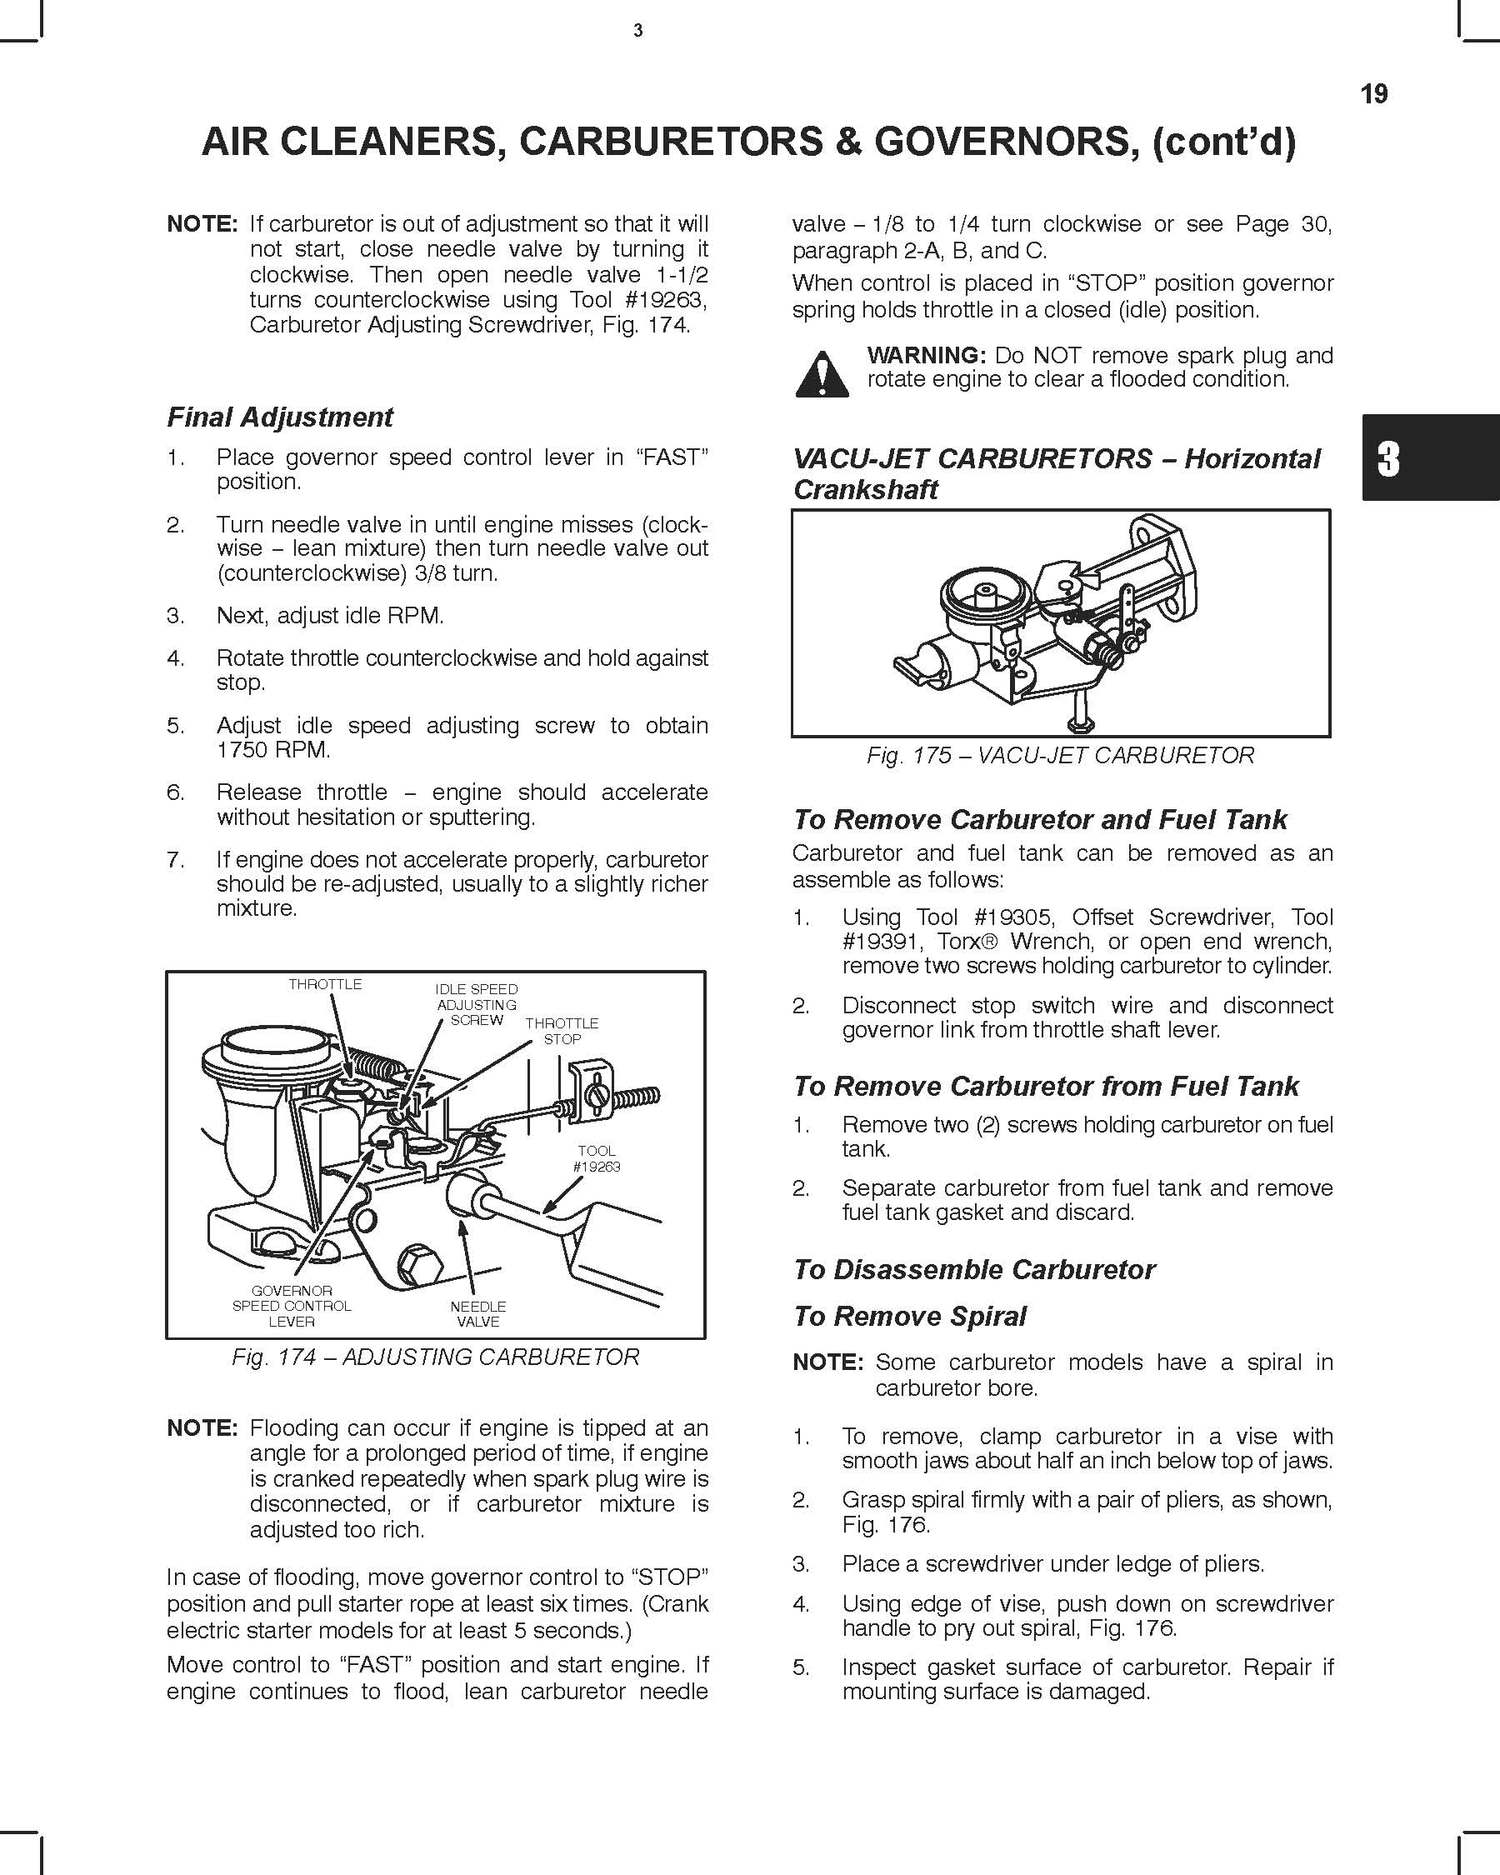 3
19
AIR CLEANERS, CARBURETORS & GOVERNORS, (cont’d)
NOTE: If carburetor is out of adjustment so that it will
not start, close needle valve by turning it
clockwise. Then open needle valve 1-1/2
turns counterclockwise using Tool #19263,
Carburetor Adjusting Screwdriver, Fig. 174.
Final Adjustment
1. Place governor speed control lever in “FAST”
position.
2. Turn needle valve in until engine misses (clock-
wise – lean mixture) then turn needle valve out
(counterclockwise) 3/8 turn.
3. Next, adjust idle RPM.
4. Rotate throttle counterclockwise and hold against
stop.
5. Adjust idle speed adjusting screw to obtain
1750 RPM.
6. Release throttle – engine should accelerate
without hesitation or sputtering.
7. If engine does not accelerate properly, carburetor
should be re-adjusted, usually to a slightly richer
mixture.
THROTTLE
IDLE SPEED
ADJUSTING
SCREW
THROTTLE
STOP
TOOL
#19263
GOVERNOR
SPEED CONTROL
LEVER
NEEDLE
VALVE
Fig. 174 – ADJUSTING CARBURETOR
NOTE: Flooding can occur if engine is tipped at an
angle for a prolonged period of time, if engine
is cranked repeatedly when spark plug wire is
disconnected, or if carburetor mixture is
adjusted too rich.
In case of flooding, move governor control to “STOP”
position and pull starter rope at least six times. (Crank
electric starter models for at least 5 seconds.)
Move control to “FAST” position and start engine. If
engine continues to flood, lean carburetor needle
valve – 1/8 to 1/4 turn clockwise or see Page 30,
paragraph 2-A, B, and C.
When control is placed in “STOP” position governor
spring holds throttle in a closed (idle) position.
WARNING: Do NOT remove spark plug and
rotate engine to clear a flooded condition.
3
VACU-JET CARBURETORS – Horizontal
Crankshaft
Fig. 175 – VACU-JET CARBURETOR
To Remove Carburetor and Fuel Tank
Carburetor and fuel tank can be removed as an
assemble as follows:
1. Using Tool #19305, Offset Screwdriver, Tool
#19391, Torx® Wrench, or open end wrench,
remove two screws holding carburetor to cylinder.
2. Disconnect stop switch wire and disconnect
governor link from throttle shaft lever.
To Remove Carburetor from Fuel Tank
1. Remove two (2) screws holding carburetor on fuel
tank.
2. Separate carburetor from fuel tank and remove
fuel tank gasket and discard.
To Disassemble Carburetor
To Remove Spiral
NOTE: Some carburetor models have a spiral in
carburetor bore.
1. To remove, clamp carburetor in a vise with
smooth jaws about half an inch below top of jaws.
2. Grasp spiral firmly with a pair of pliers, as shown,
Fig. 176.
3. Place a screwdriver under ledge of pliers.
4. Using edge of vise, push down on screwdriver
handle to pry out spiral, Fig. 176.
5. Inspect gasket surface of carburetor. Repair if
mounting surface is damaged.